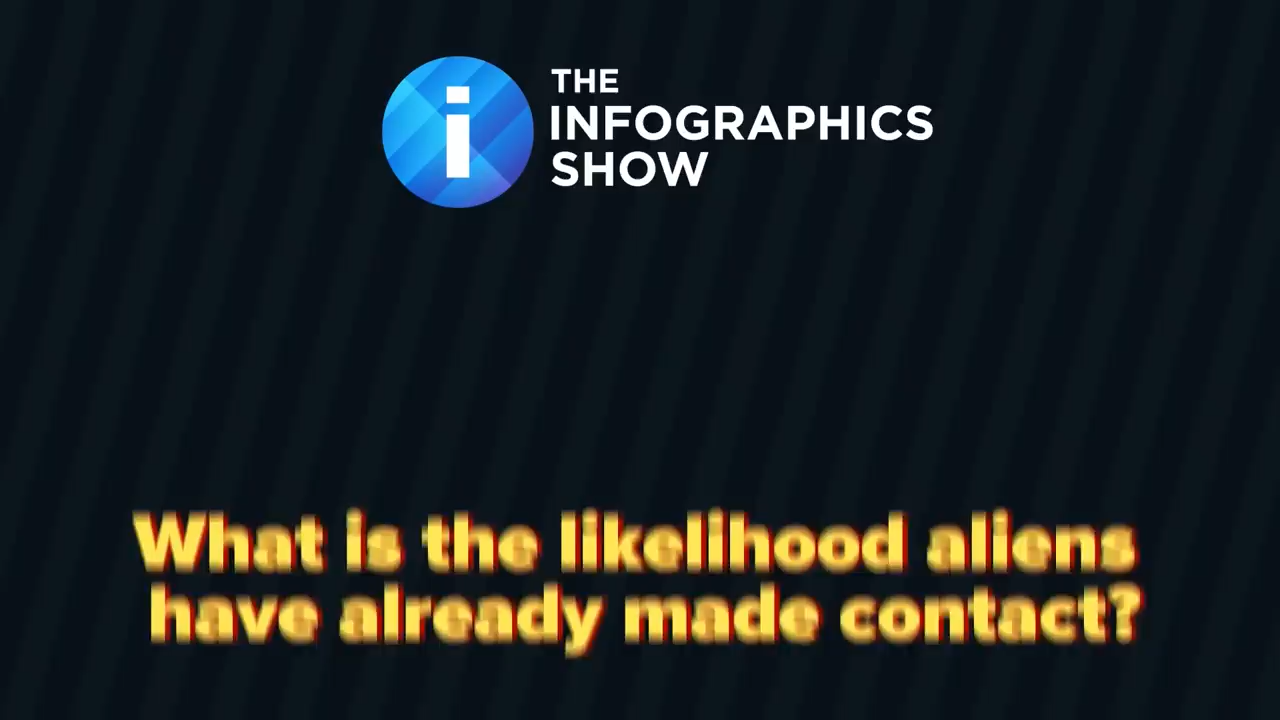 i
THE
INFOGRAPHICS
SHOW
What is the likelihood aliens
have already made contact?